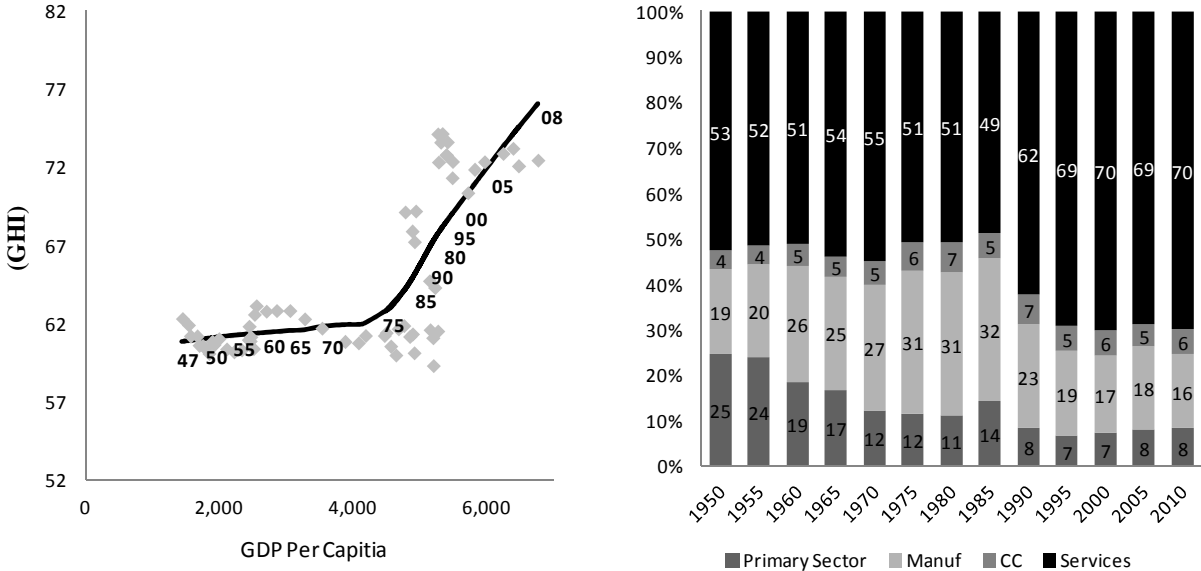 82
77
72
67
62
57
52
(GHI)
08
05
00
95
80
90
85
75
47 50 55 60 65 70
0 2,000 4,000 6,000
GDP Per Capitia
100%
90%
80%
70%
60%
50%
40%
30%
20%
10%
0%
53 52 51 54 55 51 51 49 62 69 70 69 70
4 4 5 5 5 6 7 5 7 5 6 5 6
19 20 26 25 27 31 31 32 23 19 17 18 16
25 24 19 17 12 12 11 14 8 7 7 8 8
1950 1955 1960 1965 1970 1975 1980 1985 1990 1995 2000 2005 2010
Primary Sector Manuf CC Services